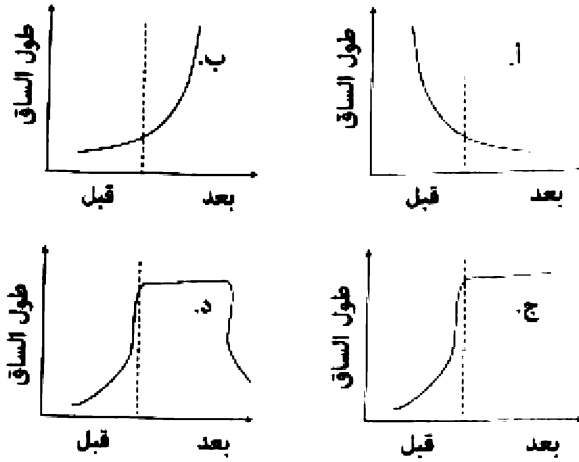 أ.
طول الساق
قبل
بعد
ب.
طول الساق
قبل
بعد
ج.
طول الساق
قبل
بعد
د.
طول الساق
قبل
بعد